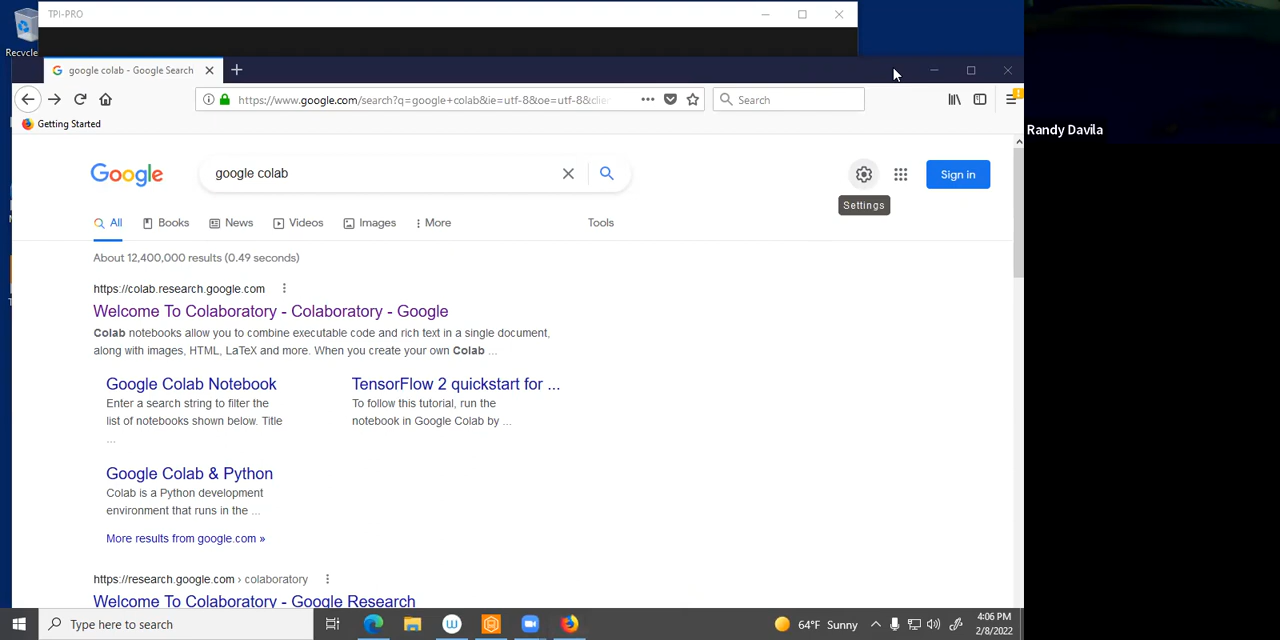 TPI-PRO
Recycle
google colab - Google Search
https://www.google.com/search?q=google+colab&ie=utf-8&oe=utf-8&clien
Search
Getting Started
Randy Davila
Google
google colab
Sign in
Settings
All
Books
News
Videos
Images
More
Tools
About 12,400,000 results (0.49 seconds)
https://colab.research.google.com
Welcome To Colaboratory - Colaboratory - Google
Colab notebooks allow you to combine executable code and rich text in a single document,
along with images, HTML, LaTeX and more. When you create your own Colab ...
Google Colab Notebook
Enter a search string to filter the
list of notebooks shown below. Title
...
TensorFlow 2 quickstart for ...
To follow this tutorial, run the
notebook in Google Colab by ...
Google Colab & Python
Colab is a Python development
environment that runs in the ...
More results from google.com »
https://research.google.com › colaboratory
Welcome To Colaboratory - Google Research
Type here to search
64°F Sunny
4:06 PM
2/8/2022